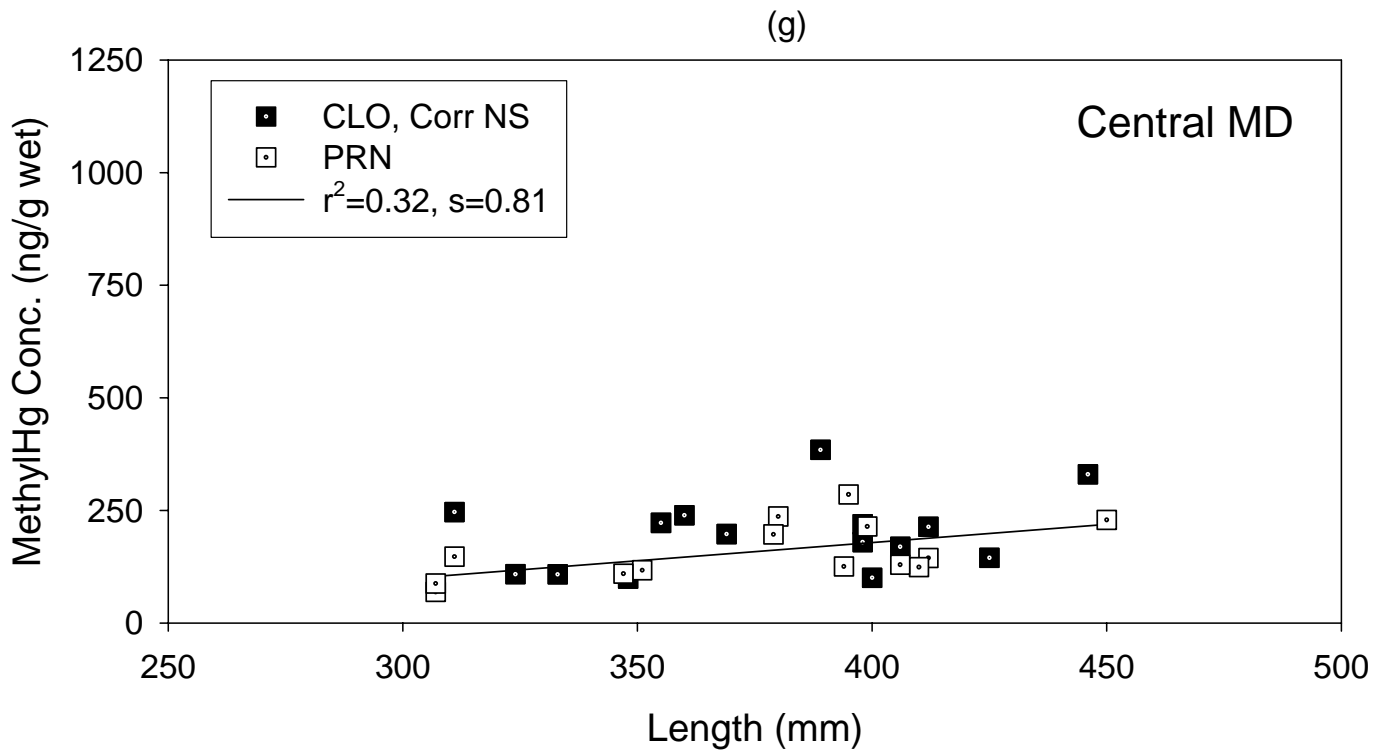 (g)
1250
1000
750
500
250
0
MethylHg Conc. (ng/g wet)
CLO, Corr NS
PRN
r²=0.32, s=0.81
Central MD
250 300 350 400 450 500
Length (mm)